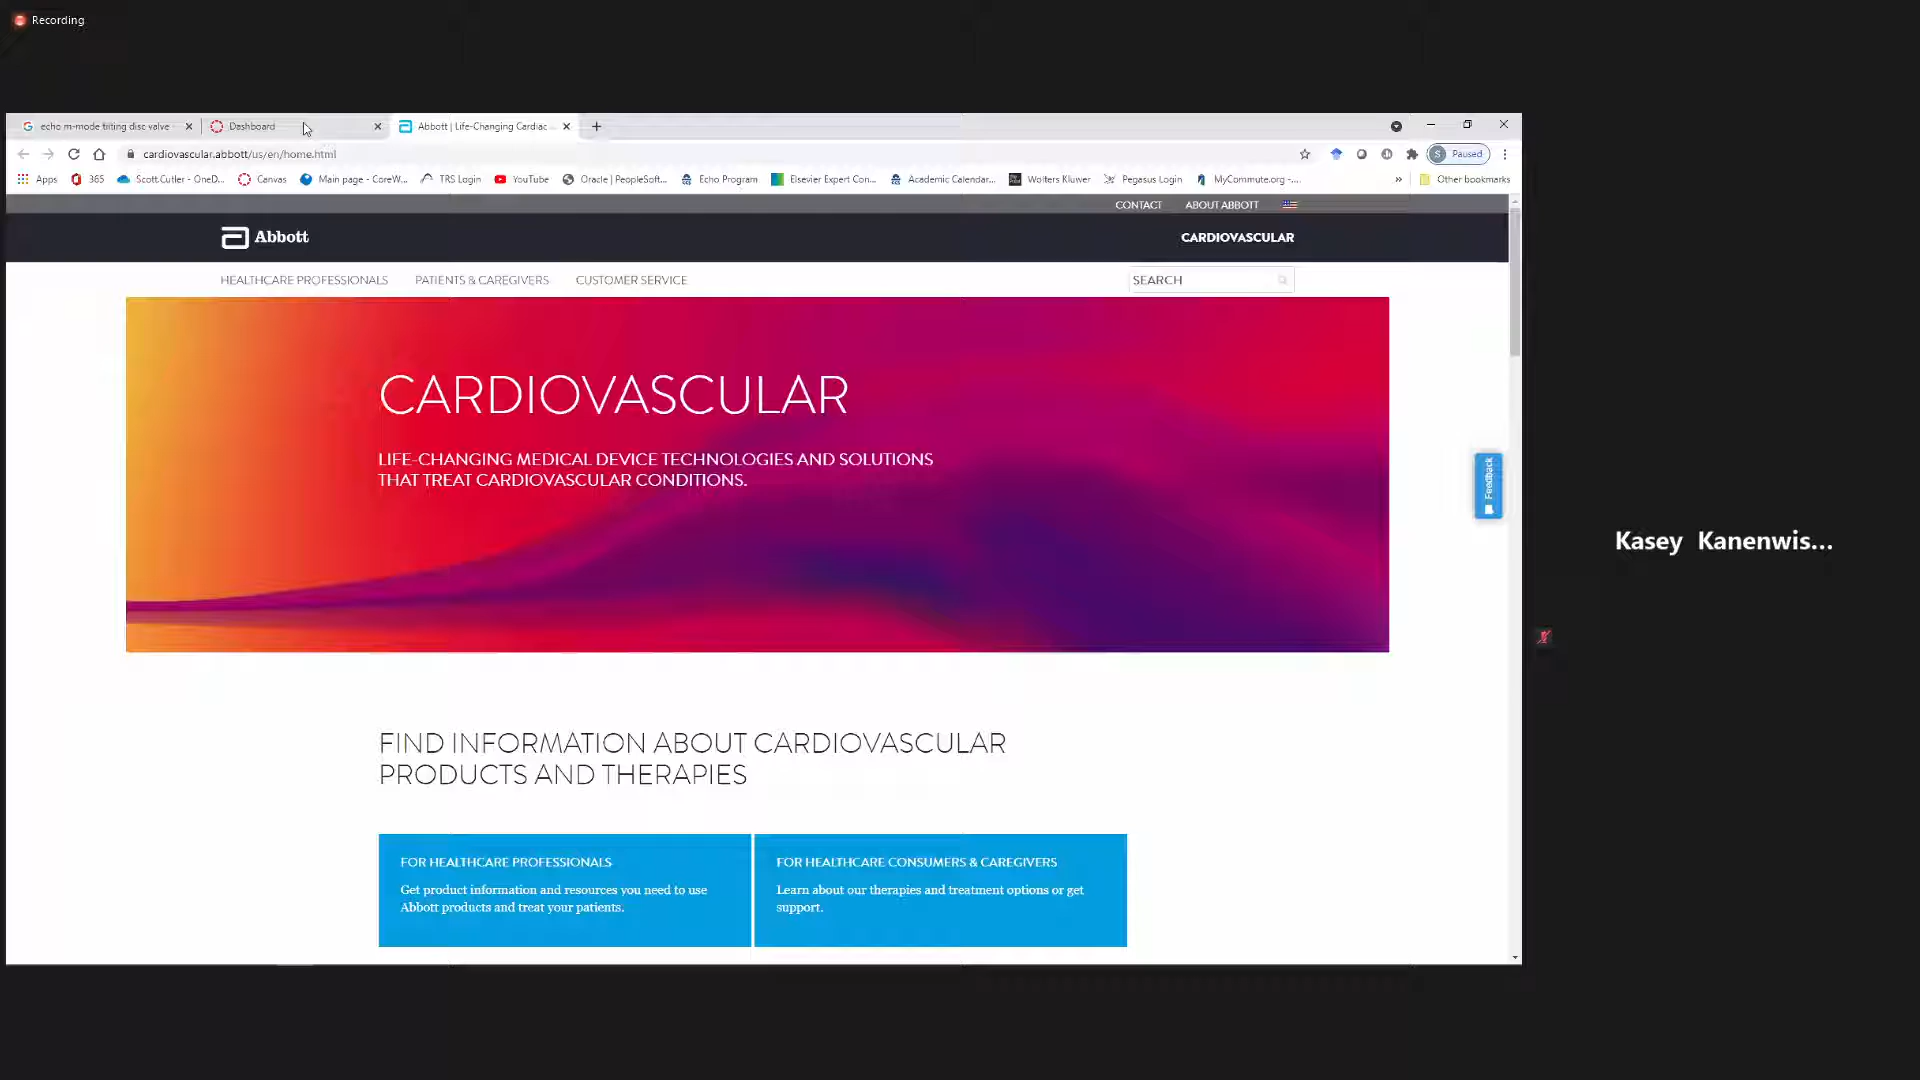 Recording
echo m-mode tilting disc valve
Dashboard
Abbott | Life-Changing Cardiac
cardiovascular.abbott/us/en/home.html
S Paused
Apps 365 Scott.Cutler - OneD... Canvas Main page - CoreW... TRS Login YouTube Oracle | PeopleSoft... Echo Program Elsevier Expert Con... Academic Calendar... Wolters Kluwer Pegasus Login MyCommute.org -... » Other bookmarks
CONTACT ABOUT ABBOTT
Abbott
CARDIOVASCULAR
HEALTHCARE PROFESSIONALS PATIENTS & CAREGIVERS CUSTOMER SERVICE SEARCH
CARDIOVASCULAR
LIFE-CHANGING MEDICAL DEVICE TECHNOLOGIES AND SOLUTIONS
THAT TREAT CARDIOVASCULAR CONDITIONS.
Feedback
Kasey Kanenwis...
FIND INFORMATION ABOUT CARDIOVASCULAR
PRODUCTS AND THERAPIES
FOR HEALTHCARE PROFESSIONALS
Get product information and resources you need to use
Abbott products and treat your patients.
FOR HEALTHCARE CONSUMERS & CAREGIVERS
Learn about our therapies and treatment options or get
support.